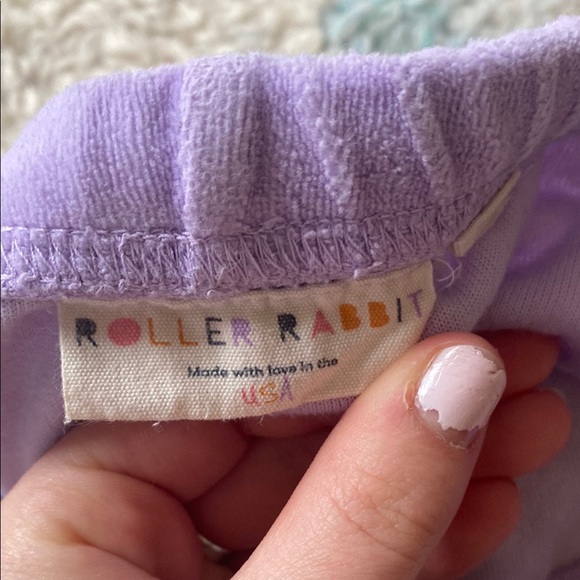 ROLLER RABBIT
Made with love in the
USA